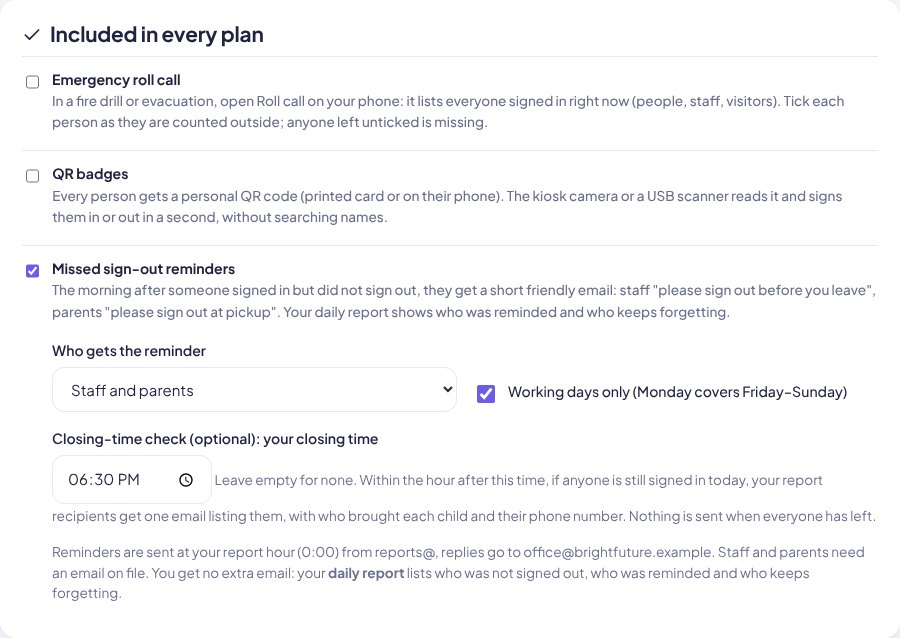 Included in every plan
Emergency roll call
In a fire drill or evacuation, open Roll call on your phone: it lists everyone signed in right now (people, staff, visitors). Tick each
person as they are counted outside; anyone left unticked is missing.
QR badges
Every person gets a personal QR code (printed card or on their phone). The kiosk camera or a USB scanner reads it and signs
them in or out in a second, without searching names.
Missed sign-out reminders
The morning after someone signed in but did not sign out, they get a short friendly email: staff "please sign out before you leave",
parents "please sign out at pickup". Your daily report shows who was reminded and who keeps forgetting.
Who gets the reminder
Staff and parents
Working days only (Monday covers Friday–Sunday)
Closing-time check (optional): your closing time
06:30 PM
Leave empty for none. Within the hour after this time, if anyone is still signed in today, your report
recipients get one email listing them, with who brought each child and their phone number. Nothing is sent when everyone has left.
Reminders are sent at your report hour (0:00) from reports@, replies go to office@brightfuture.example. Staff and parents need
an email on file. You get no extra email: your daily report lists who was not signed out, who was reminded and who keeps
forgetting.